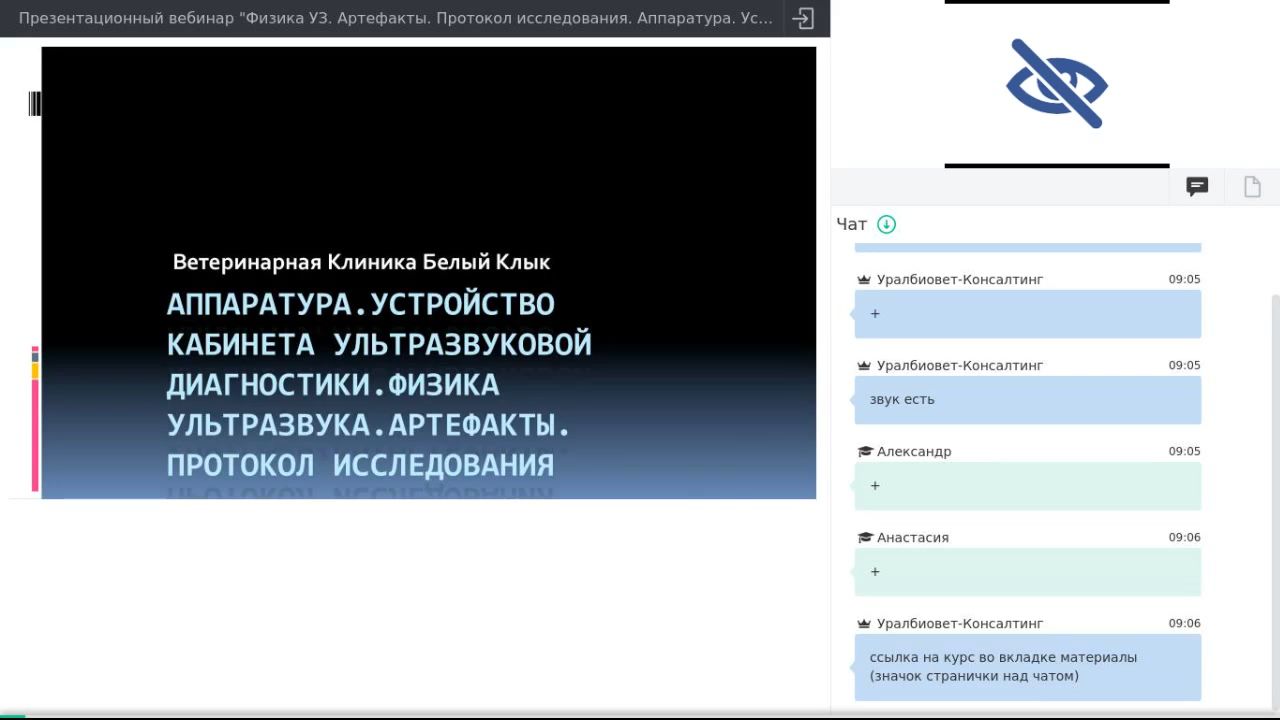 Презентационный вебинар "Физика УЗ. Артефакты. Протокол исследования. Аппаратура. Ус...
Ветеринарная Клиника Белый Клык
АППАРАТУРА.УСТРОЙСТВО
КАБИНЕТА УЛЬТРАЗВУКОВОЙ
ДИАГНОСТИКИ.ФИЗИКА
УЛЬТРАЗВУКА.АРТЕФАКТЫ.
ПРОТОКОЛ ИССЛЕДОВАНИЯ
Чат
Уралбиовет-Консалтинг 09:05
+
Уралбиовет-Консалтинг 09:05
звук есть
Александр 09:05
+
Анастасия 09:06
+
Уралбиовет-Консалтинг 09:06
ссылка на курс во вкладке материалы
(значок странички над чатом)